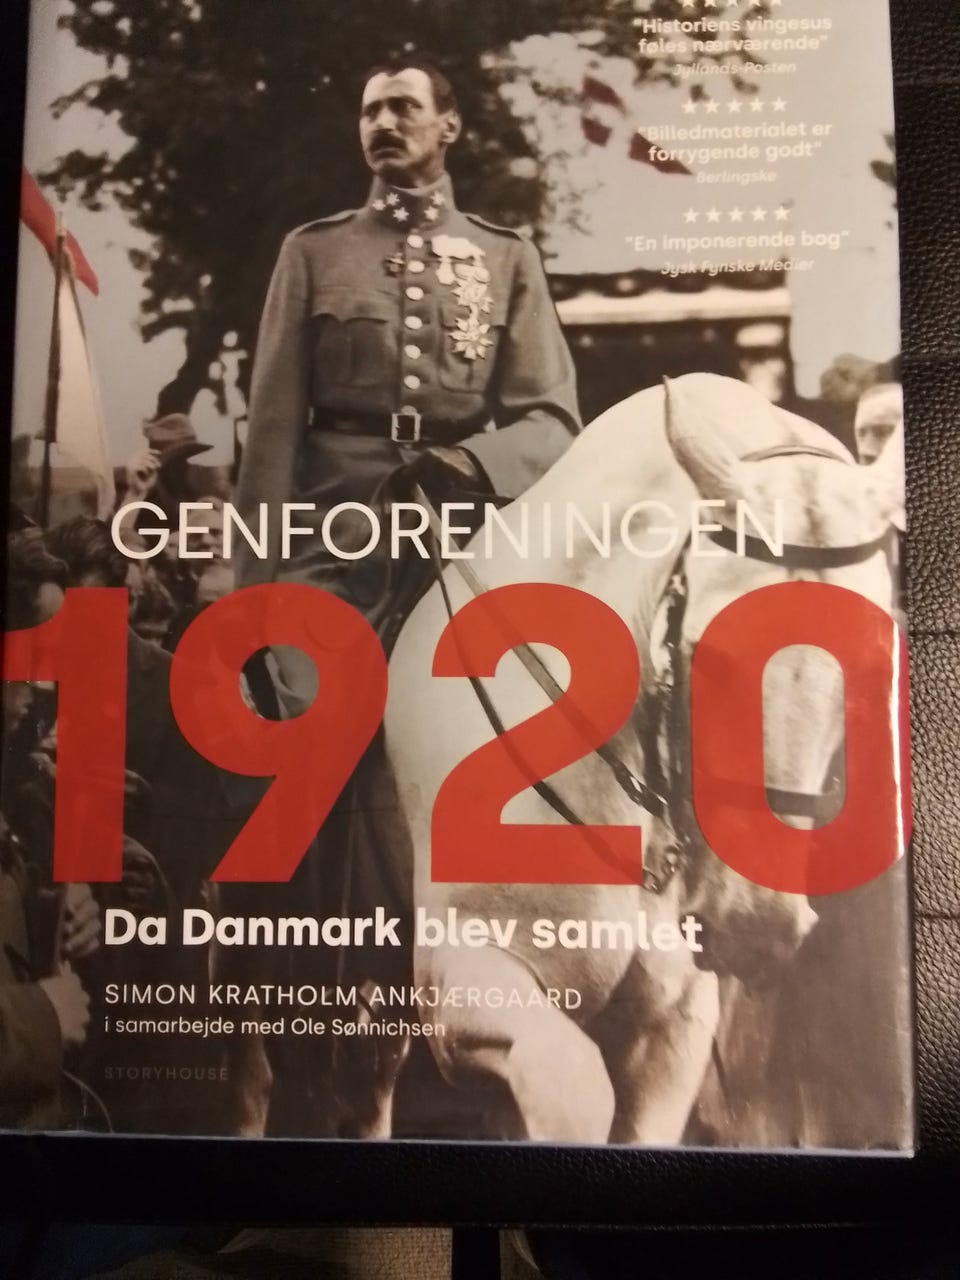 ★★★★★
"Historiens vingesus
føles nærværende"
Jyllands-Posten
★★★★★
"Billedmaterialet er
forrygende godt"
Berlingske
★★★★★
"En imponerende bog"
Jysk Fynske Medier
GENFORENINGEN
1920
Da Danmark blev samlet
SIMON KRATHOLM ANKJÆRGAARD
i samarbejde med Ole Sønnichsen
STORYHOUSE